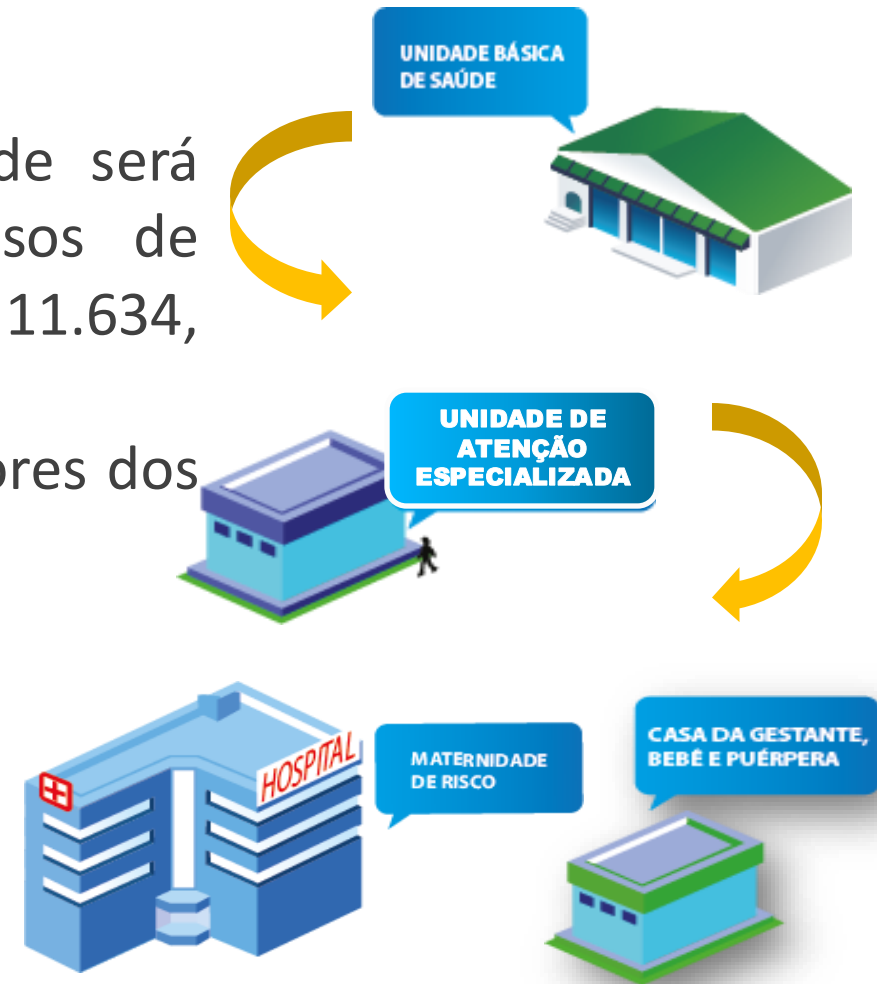 UNIDADE BÁSICA
DE SAÚDE
de será
sos de
11.634,
UNIDADE DE
ATENÇÃO
ESPECIALIZADA
ores dos
HOSPITAL
MATERNIDADE
DE RISCO
CASA DA GESTANTE,
BEBÊ E PUÉRPERA